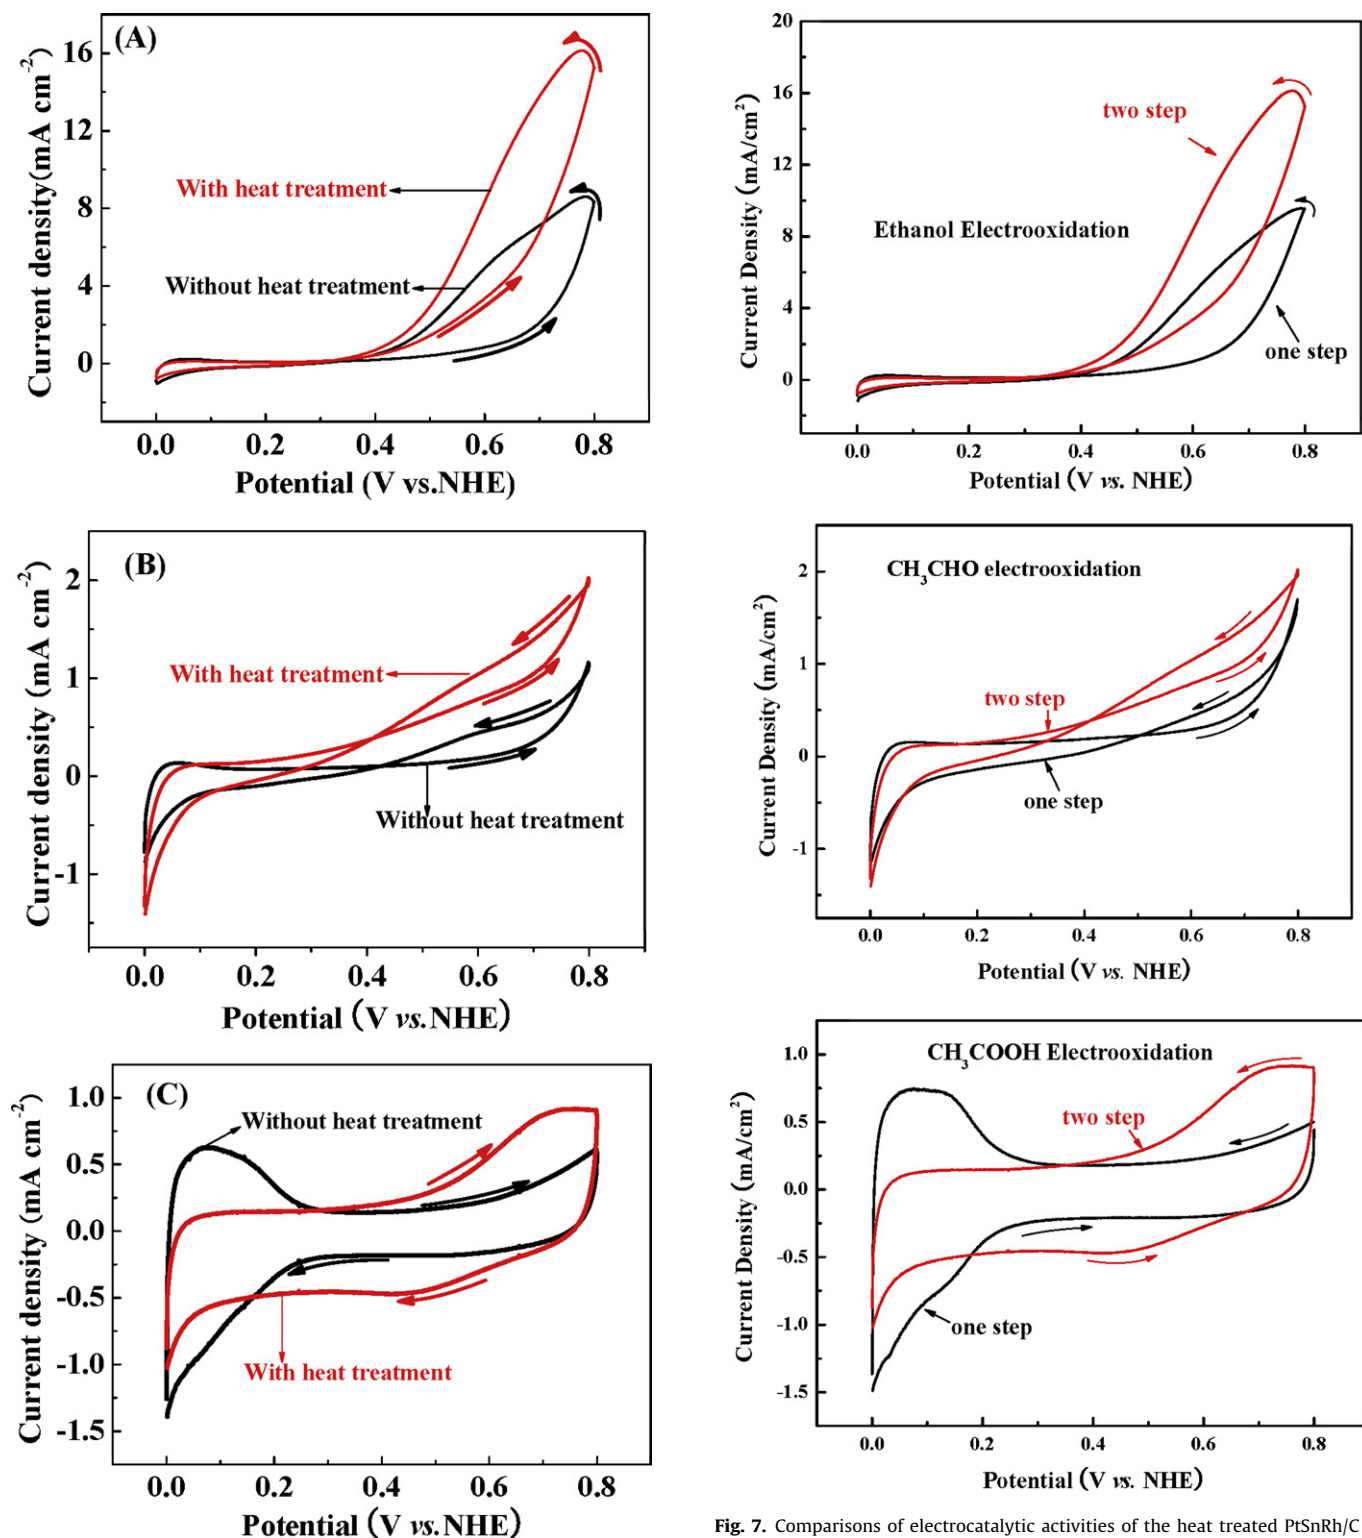 (A)
16
12
8
4
0
With heat treatment
Without heat treatment
0.0 0.2 0.4 0.6 0.8
Potential (V vs.NHE)
Current density(mA cm-2)
20
16
12
8
4
0
two step
Ethanol Electrooxidation
one step
0.0 0.2 0.4 0.6 0.8
Potential (V vs. NHE)
Current Density (mA/cm2)
(B)
2
1
0
-1
With heat treatment
Without heat treatment
0.0 0.2 0.4 0.6 0.8
Potential (V vs.NHE)
Current density (mA cm-2)
CH3CHO electrooxidation
2
1
0
-1
two step
one step
0.0 0.2 0.4 0.6 0.8
Potential (V vs. NHE)
Current Density (mA/cm2)
(C)
1.0
0.5
0.0
-0.5
-1.0
-1.5
Without heat treatment
With heat treatment
0.0 0.2 0.4 0.6 0.8
Potential (V vs.NHE)
Current density (mA cm-2)
CH3COOH Electrooxidation
1.0
0.5
0.0
-0.5
-1.0
-1.5
two step
one step
0.0 0.2 0.4 0.6 0.8
Potential (V vs. NHE)
Current Density (mA/cm2)
Fig. 7. Comparisons of electrocatalytic activities of the heat treated PtSnRh/C